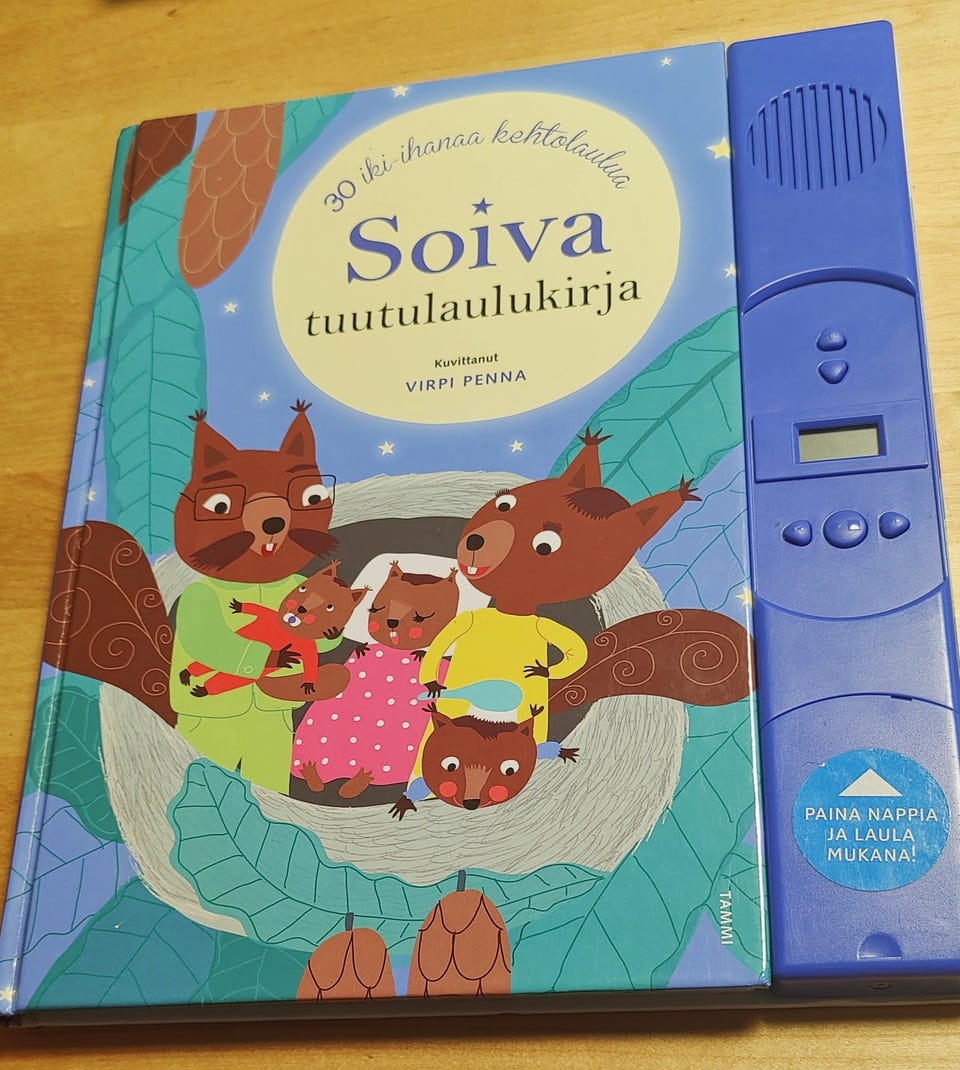 30 iki-ihanaa kehtolaulua
Soiva
tuutulaulukirja
Kuvittanut
VIRPI PENNA
PAINA NAPPIA
JA LAULA
MUKANA!
TAMMI